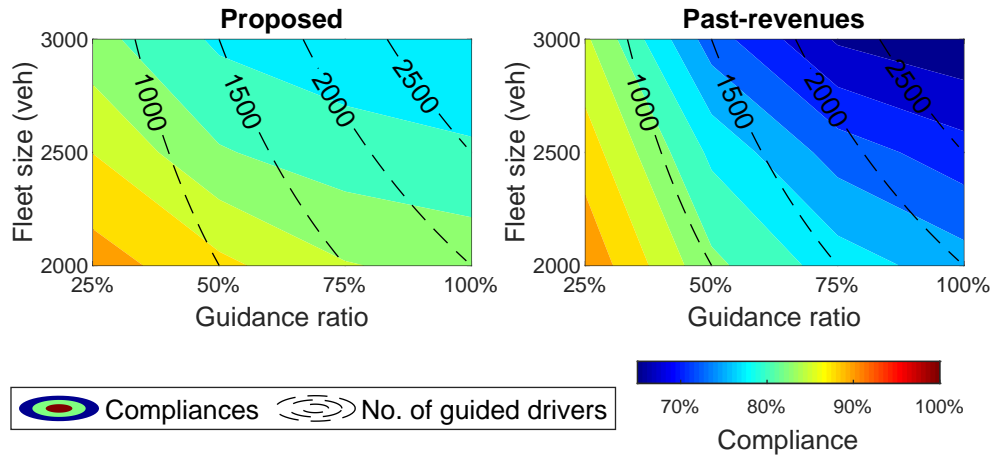 Proposed
Past-revenues
3000
2500
2000
Fleet size (veh)
1000
1500
2000
2500
25%
50%
75%
100%
Guidance ratio
3000
2500
2000
Fleet size (veh)
1000
1500
2000
2500
25%
50%
75%
100%
Guidance ratio
Compliances
No. of guided drivers
70%
80%
90%
100%
Compliance